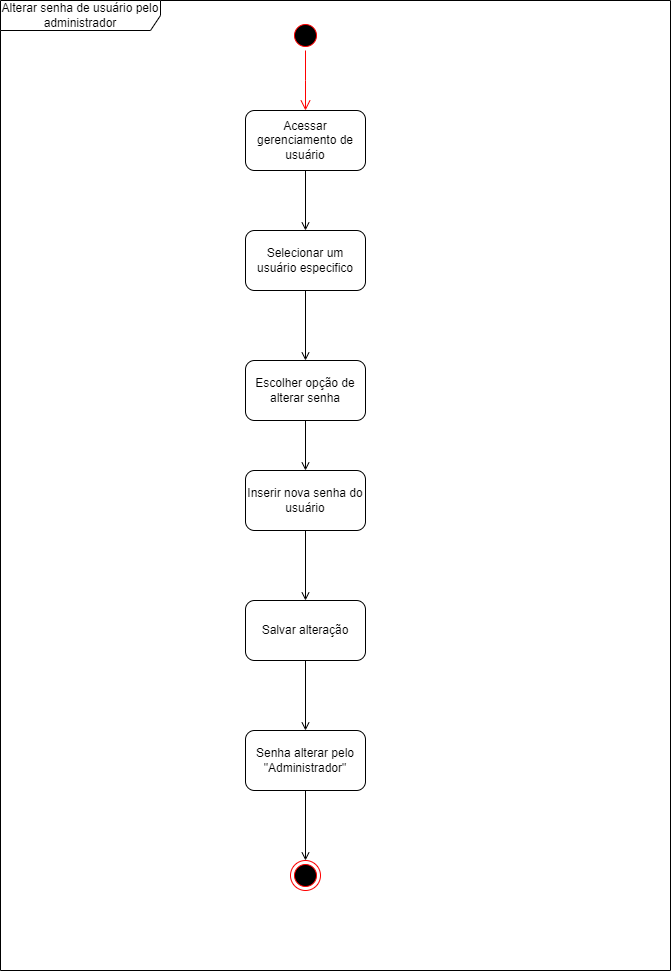 Alterar senha de usuário pelo
administrador
Acessar
gerenciamento de
usuário
Selecionar um
usuário especifico
Escolher opção de
alterar senha
Inserir nova senha do
usuário
Salvar alteração
Senha alterar pelo
"Administrador"